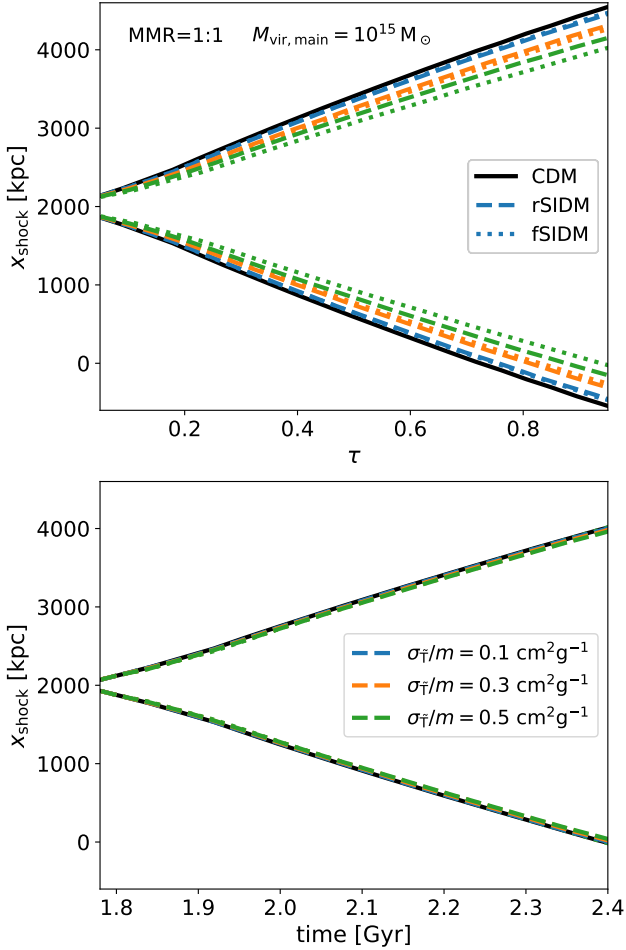 MMR=1:1 M_vir,main = 10^15 M_⊙
4000
3000
2000
1000
0
x_shock [kpc]
CDM
rSIDM
fSIDM
0.2 0.4 0.6 0.8
τ
4000
3000
2000
1000
0
x_shock [kpc]
σ_T̃/m = 0.1 cm²g⁻¹
σ_T̃/m = 0.3 cm²g⁻¹
σ_T̃/m = 0.5 cm²g⁻¹
1.8 1.9 2.0 2.1 2.2 2.3 2.4
time [Gyr]